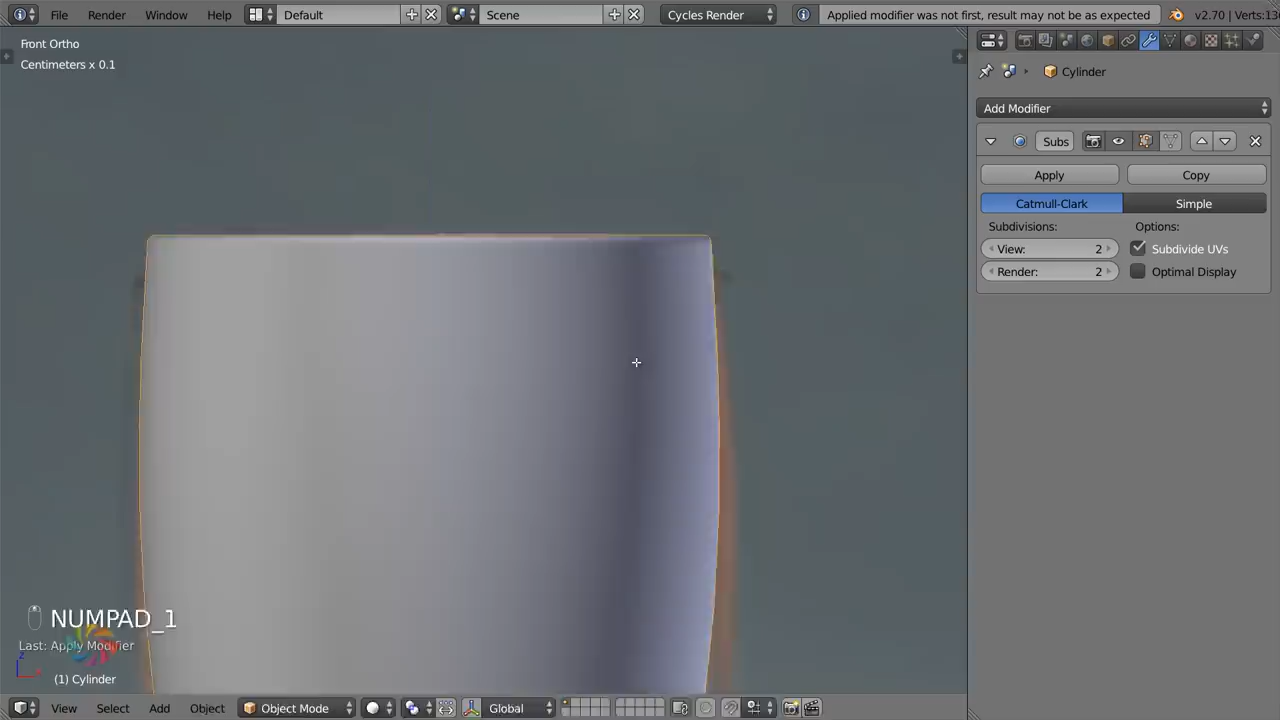 File Render Window Help Default Scene Cycles Render Applied modifier was not first, result may not be as expected v2.70 | Verts:13
Front Ortho
Centimeters x 0.1
Cylinder
Add Modifier
Subs
Apply Copy
Catmull-Clark Simple
Subdivisions: Options:
View: 2 Subdivide UVs
Render: 2 Optimal Display
NUMPAD_1
Last: Apply Modifier
(1) Cylinder
View Select Add Object Object Mode Global